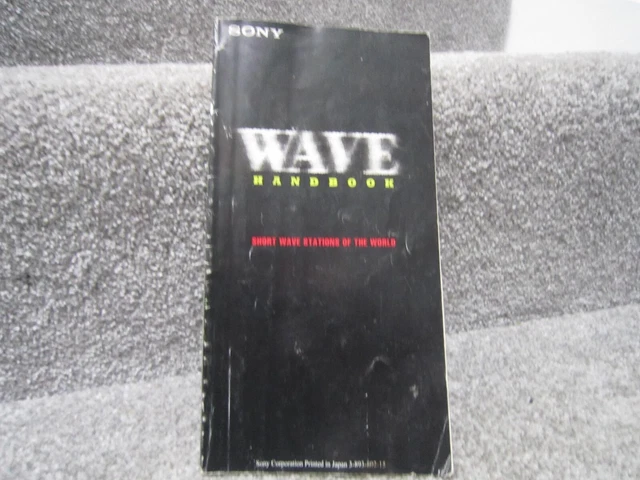 SONY
WAVE
HANDBOOK
SHORT WAVE STATIONS OF THE WORLD
Sony Corporation Printed in Japan